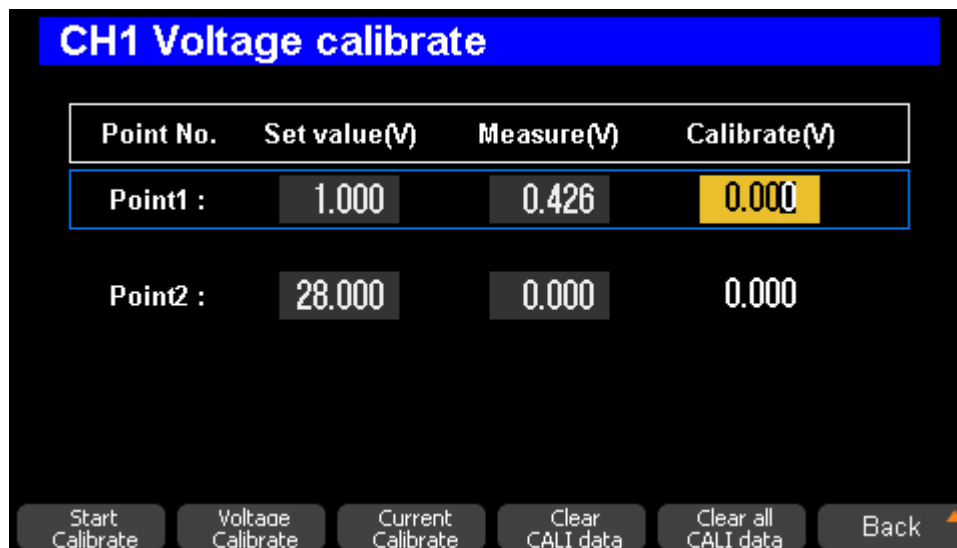 CH1 Voltage calibrate
Point No. Set value(V) Measure(V) Calibrate(V)
Point1 : 1.000 0.426 0.000
Point2 : 28.000 0.000 0.000
Start Calibrate Voltage Calibrate Current Calibrate Clear CALI data Clear all CALI data Back